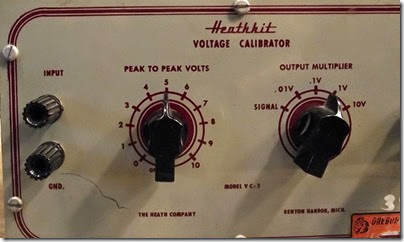 Heathkit
VOLTAGE CALIBRATOR
INPUT
PEAK TO PEAK VOLTS
OUTPUT MULTIPLIER
0 1 2 3 4 5 6 7 8 9 10
SIGNAL .01V .1V 1V 10V
GND.
MODEL VC-3
THE HEATH COMPANY
BENTON HARBOR, MICH.
3